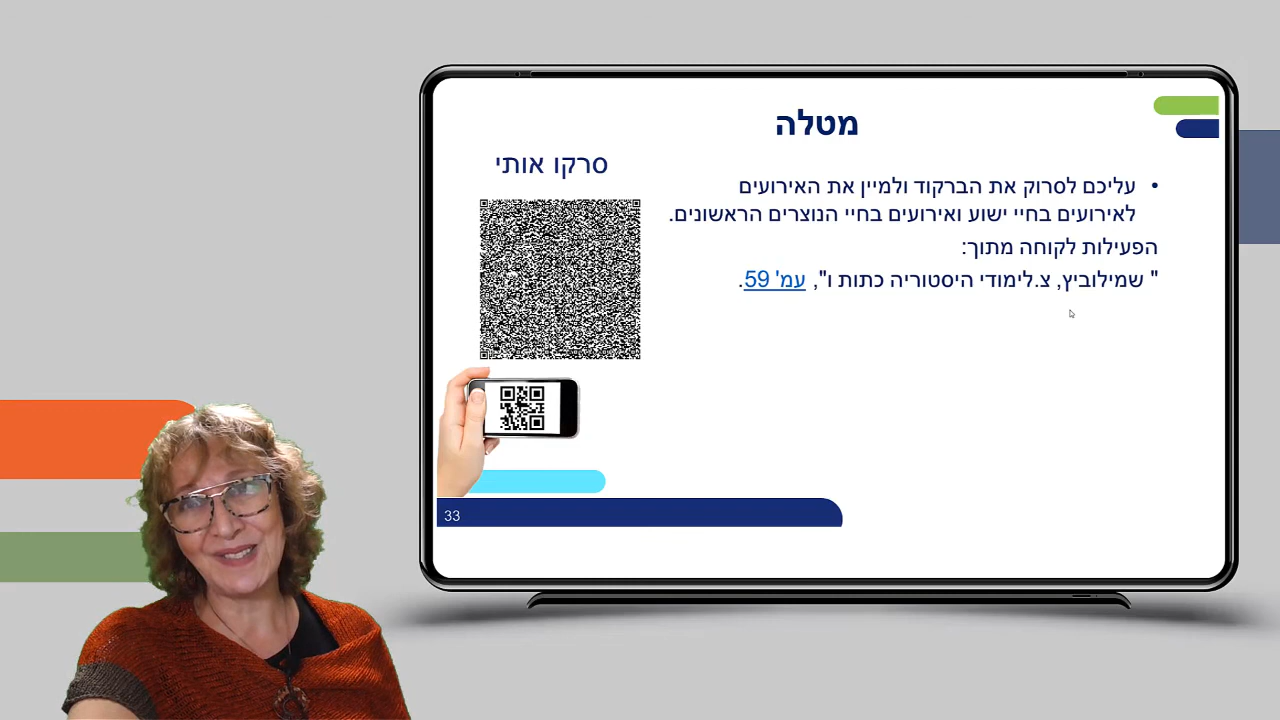 מטלה
סרקו אותי
• עליכם לסרוק את הברקוד ולמיין את האירועים
לאירועים בחיי ישוע ואירועים בחיי הנוצרים הראשונים.
הפעילות לקוחה מתוך:
" שמילוביץ, צ.לימודי היסטוריה כתות ו", עמ' 59.
33